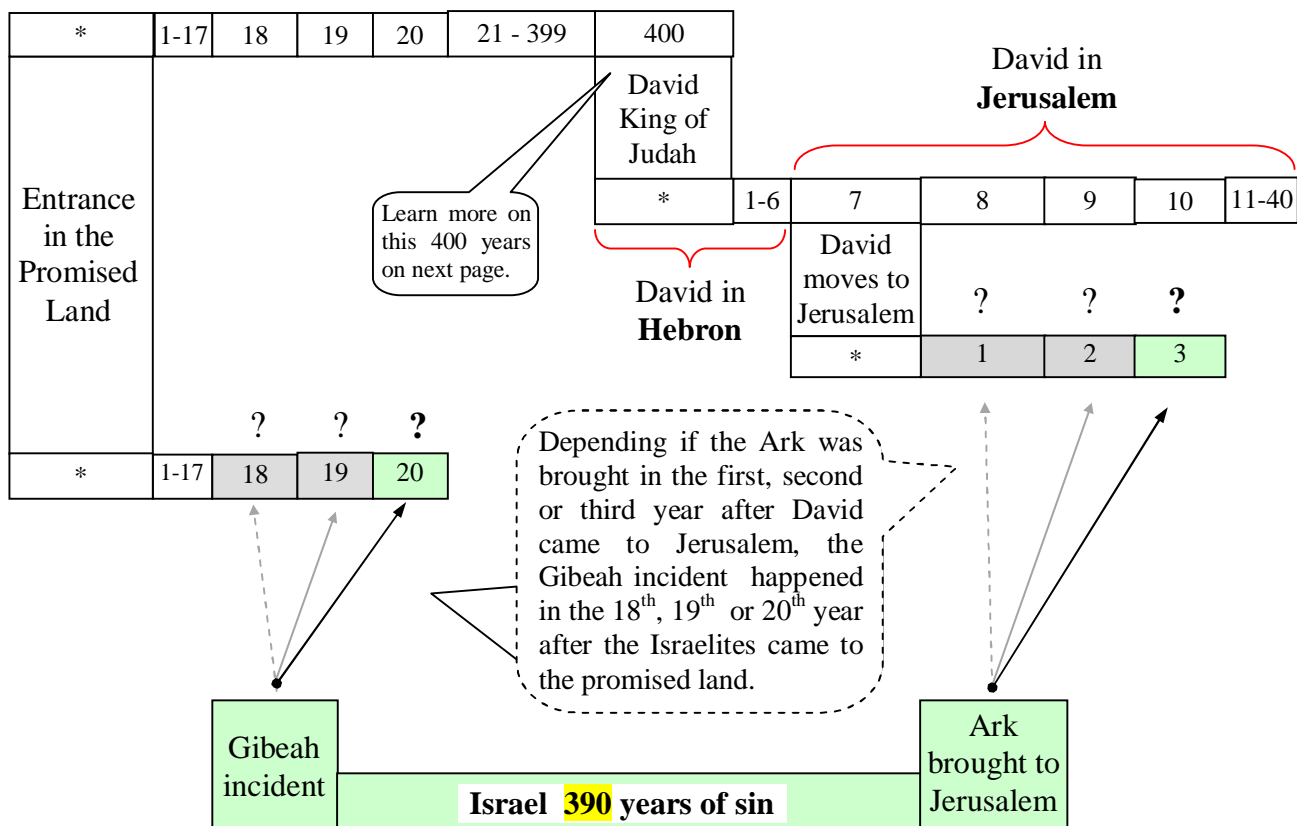 * 1-17 18 19 20 21 - 399 400
David
King of
Judah
David in
Jerusalem
Entrance
in the
Promised
Land
Learn more on
this 400 years
on next page.
* 1-6 7 8 9 10 11-40
David in
Hebron
David
moves to
Jerusalem
? ? ?
* 1 2 3
? ? ?
* 1-17 18 19 20
Depending if the Ark was
brought in the first, second
or third year after David
came to Jerusalem, the
Gibeah incident happened
in the 18th, 19th or 20th year
after the Israelites came to
the promised land.
Gibeah
incident
Ark
brought to
Jerusalem
Israel 390 years of sin